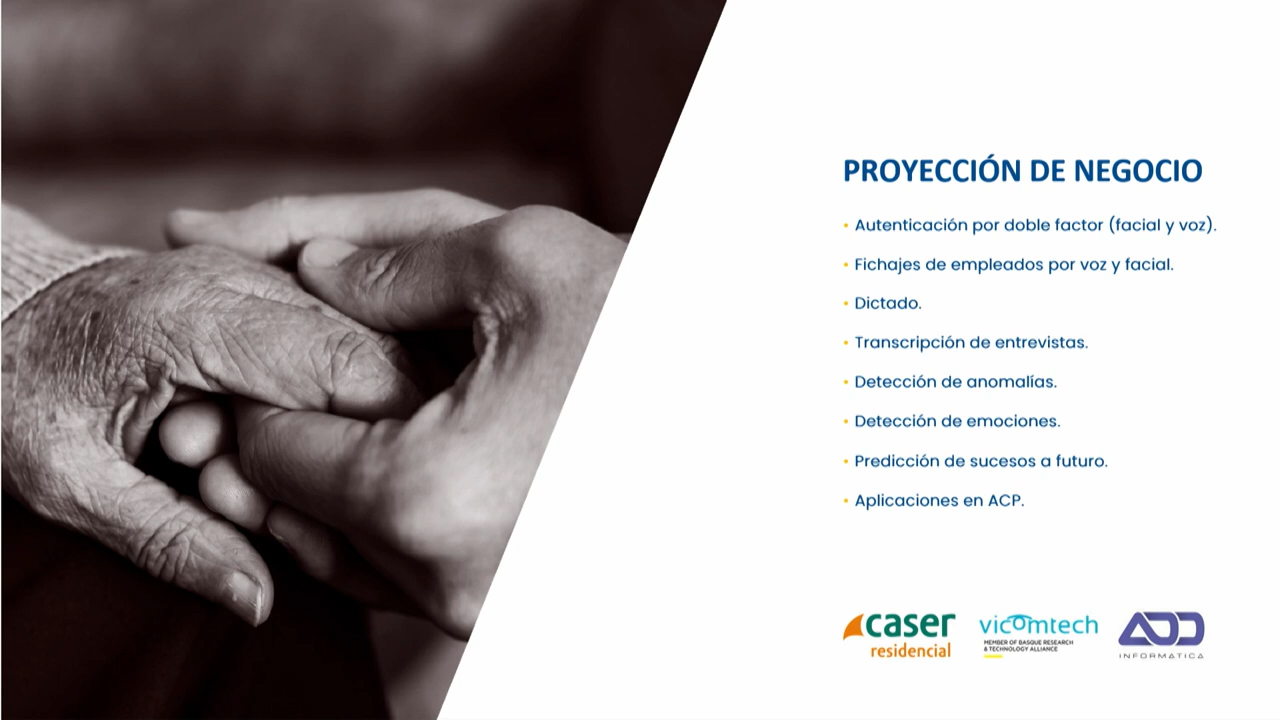 PROYECCIÓN DE NEGOCIO
• Autenticación por doble factor (facial y voz).
• Fichajes de empleados por voz y facial.
• Dictado.
• Transcripción de entrevistas.
• Detección de anomalías.
• Detección de emociones.
• Predicción de sucesos a futuro.
• Aplicaciones en ACP.
caser
residencial
vicomtech
MEMBER OF BASQUE RESEARCH
& TECHNOLOGY ALLIANCE
ADD
INFORMATICA